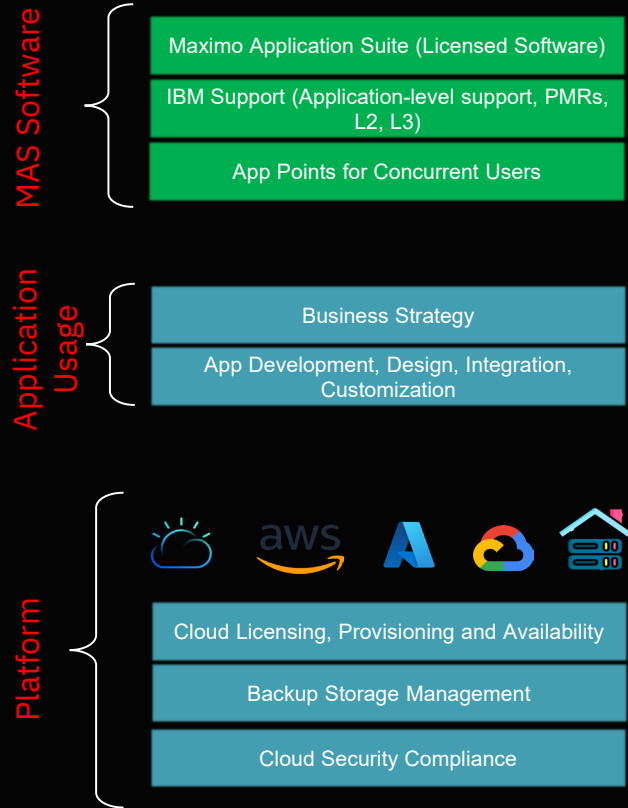 MAS Software
Maximo Application Suite (Licensed Software)
IBM Support (Application-level support, PMRs,
L2, L3)
App Points for Concurrent Users
Application
Usage
Business Strategy
App Development, Design, Integration,
Customization
Platform
aws
Cloud Licensing, Provisioning and Availability
Backup Storage Management
Cloud Security Compliance